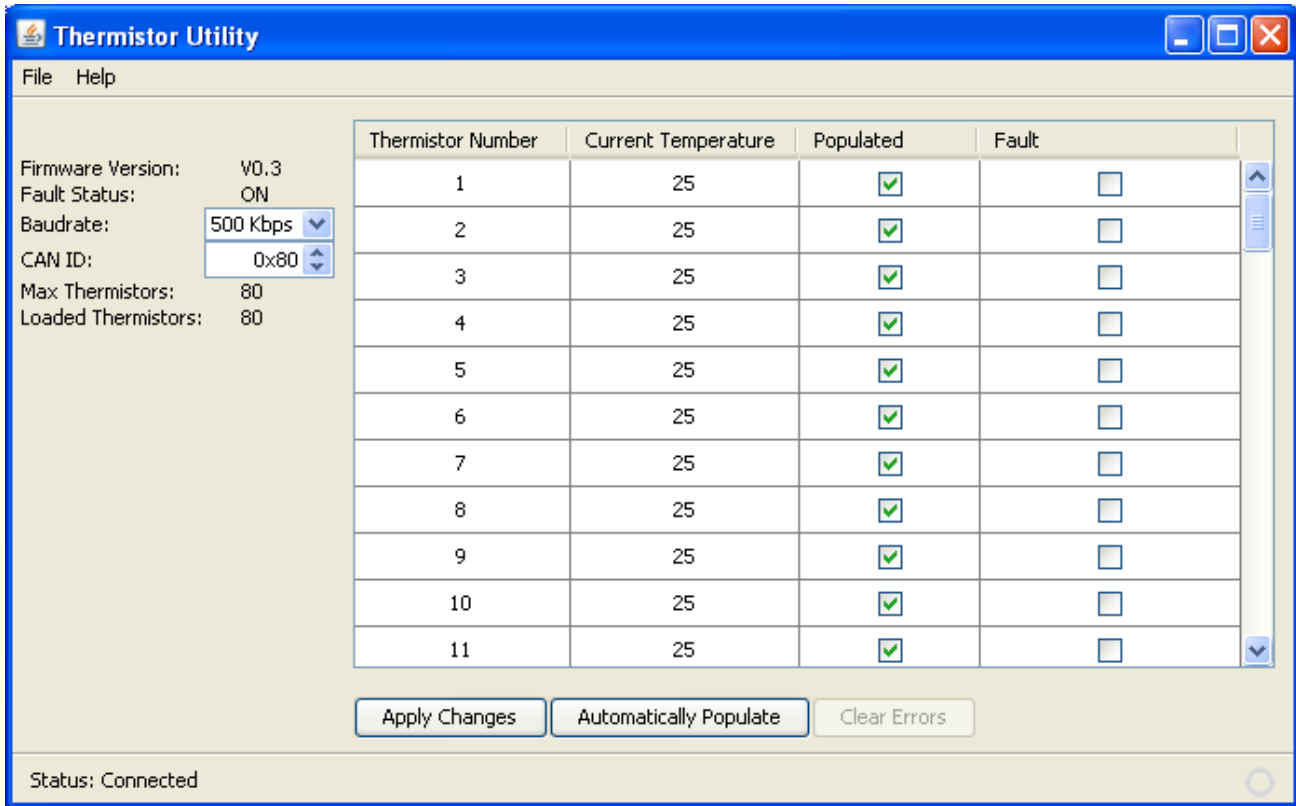 Thermistor Utility
File Help
Firmware Version: V0.3
Fault Status: ON
Baudrate: 500 Kbps
CAN ID: 0x80
Max Thermistors: 80
Loaded Thermistors: 80
Thermistor Number Current Temperature Populated Fault
1 25
2 25
3 25
4 25
5 25
6 25
7 25
8 25
9 25
10 25
11 25
Apply Changes Automatically Populate Clear Errors
Status: Connected